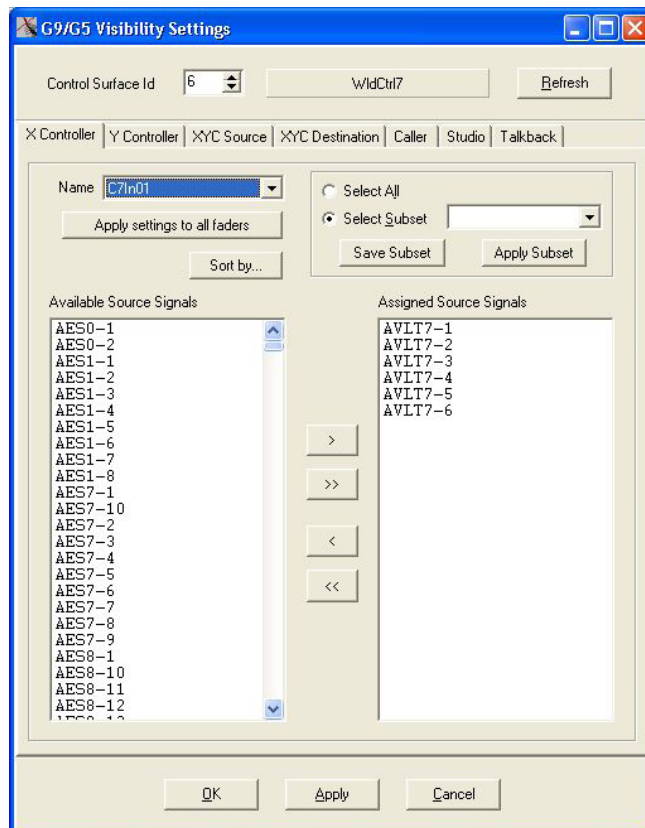 G9/G5 Visibility Settings
Control Surface Id 6 WldCtrl7 Refresh
X Controller Y Controller XYC Source XYC Destination Caller Studio Talkback
Name C7In01
Apply settings to all faders
Sort by...
Select All
Select Subset
Save Subset Apply Subset
Available Source Signals
AES0-1
AES0-2
AES1-1
AES1-2
AES1-3
AES1-4
AES1-5
AES1-6
AES1-7
AES1-8
AES7-1
AES7-10
AES7-2
AES7-3
AES7-4
AES7-5
AES7-6
AES7-7
AES7-8
AES7-9
AES8-1
AES8-10
AES8-11
AES8-12
>
>>
<
<<
Assigned Source Signals
AVLT7-1
AVLT7-2
AVLT7-3
AVLT7-4
AVLT7-5
AVLT7-6
OK Apply Cancel